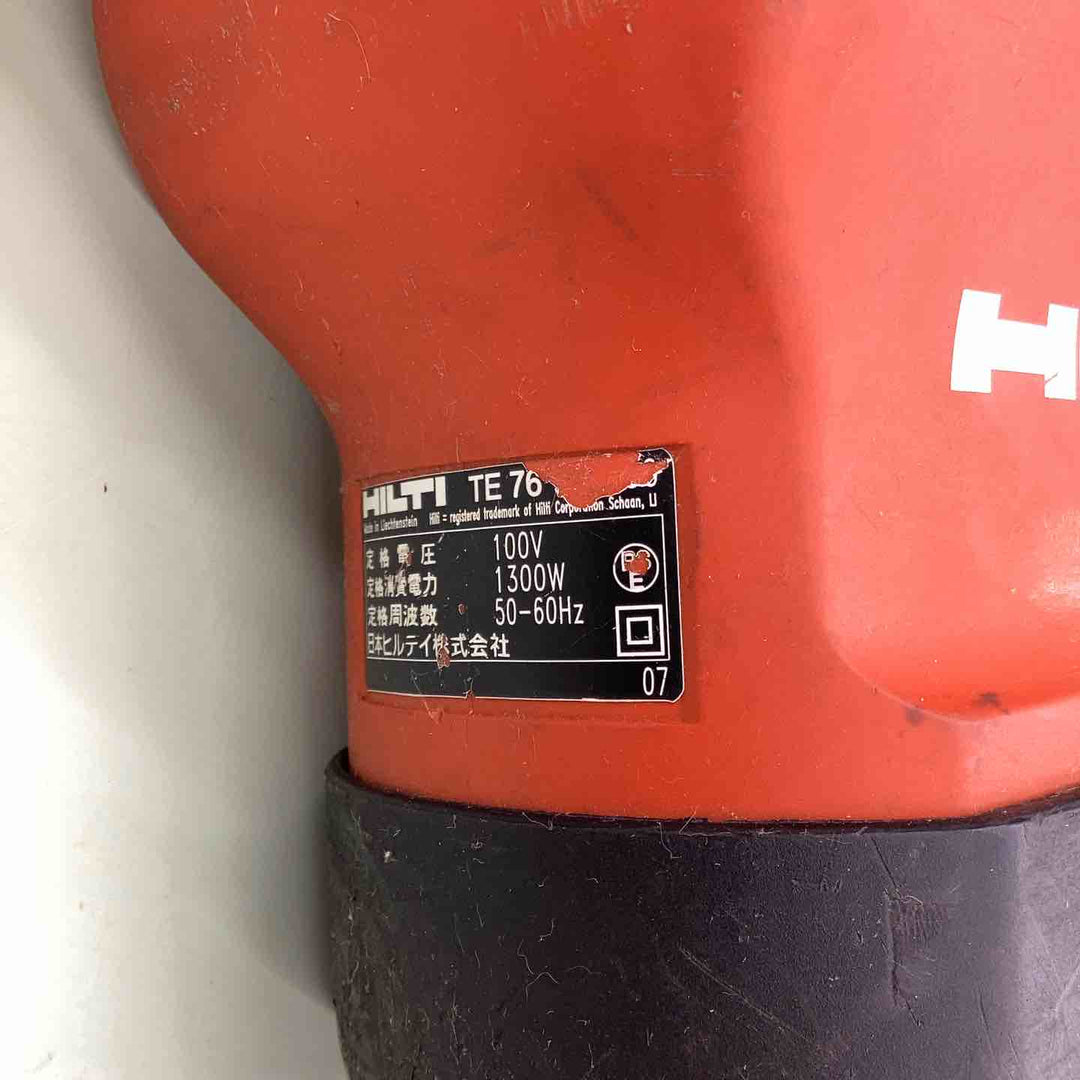 HILTI TE 76
Made in Liechtenstein Hilti = registered trademark of Hilti Corporation Schaan, LI
定格電圧 100V
定格消費電力 1300W
定格周波数 50-60Hz
日本ヒルテイ株式会社
PS
E
07
H